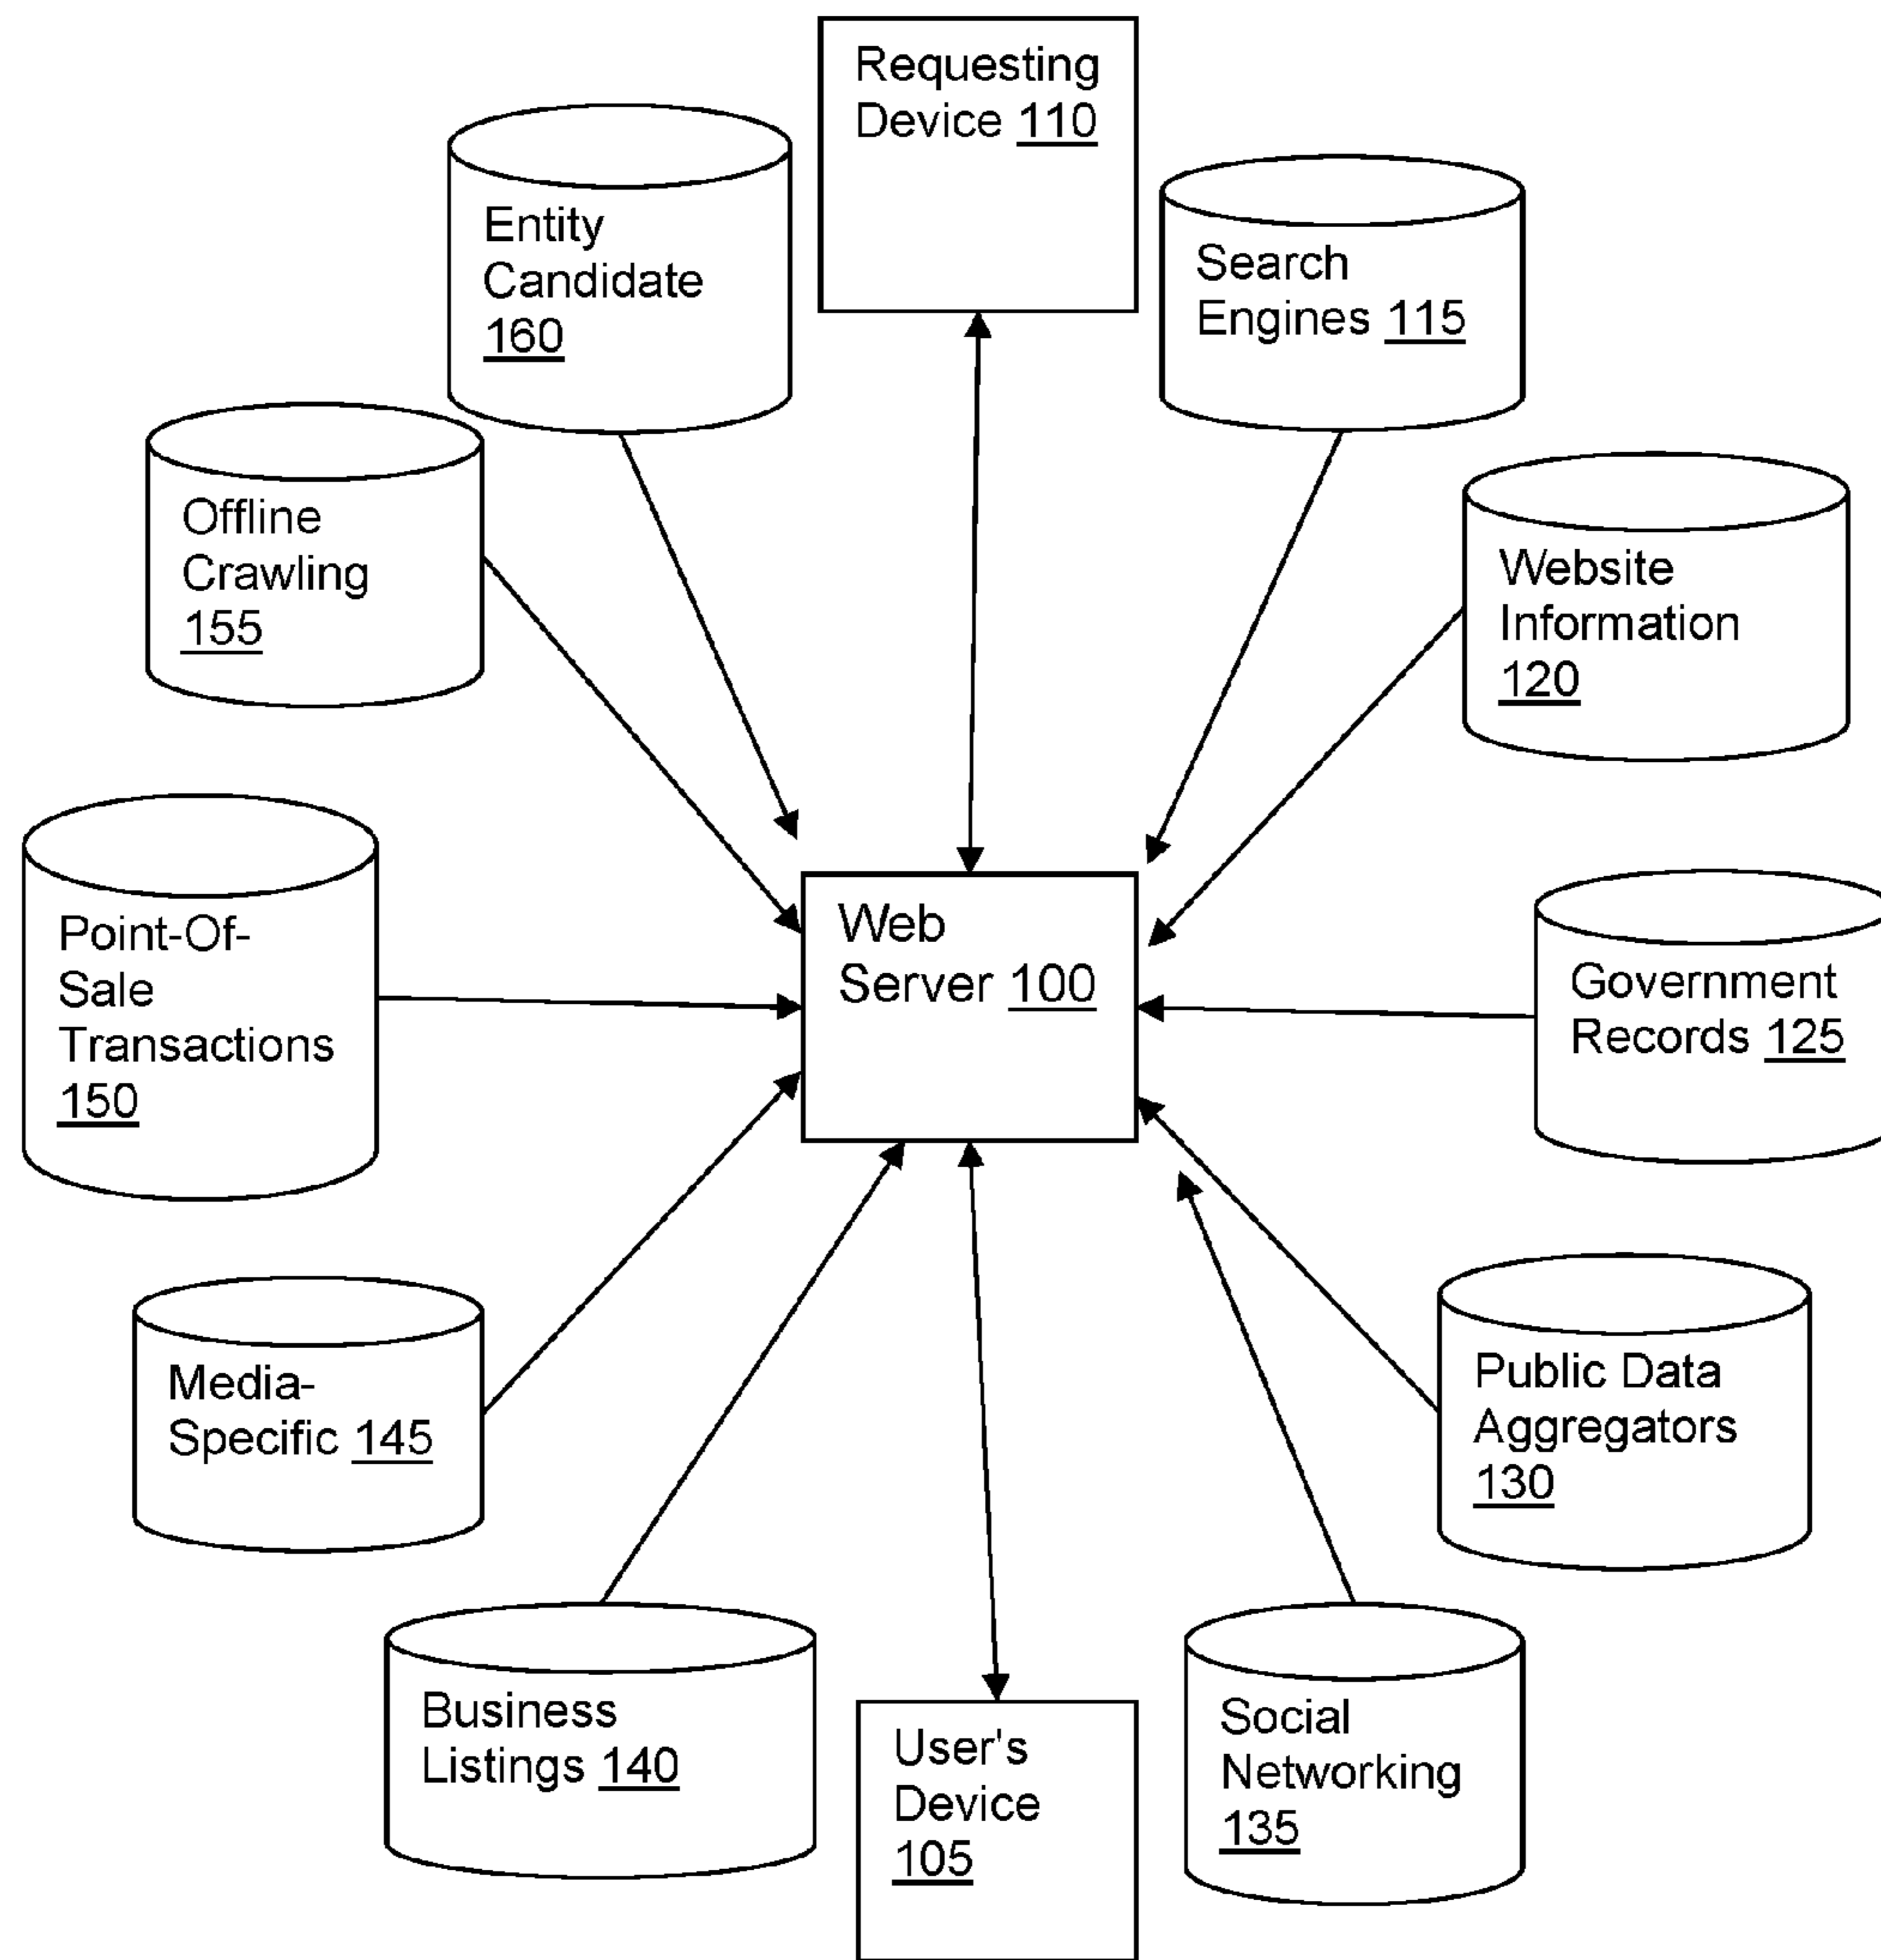 Requesting
Device 110
Entity
Candidate
160
Search
Engines 115
Offline
Crawling
155
Website
Information
120
Point-Of-
Sale
Transactions
150
Web
Server 100
Government
Records 125
Media-
Specific 145
Public Data
Aggregators
130
Business
Listings 140
User's
Device
105
Social
Networking
135